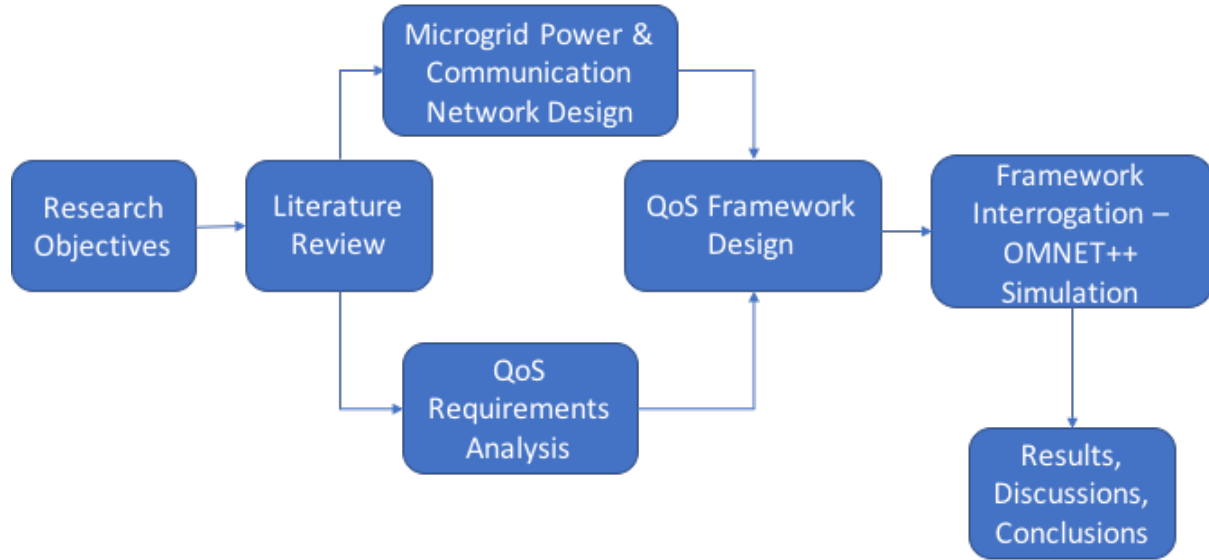 Research
Objectives
Literature
Review
Microgrid Power &
Communication
Network Design
QoS
Requirements
Analysis
QoS Framework
Design
Framework
Interrogation –
OMNET++
Simulation
Results,
Discussions,
Conclusions